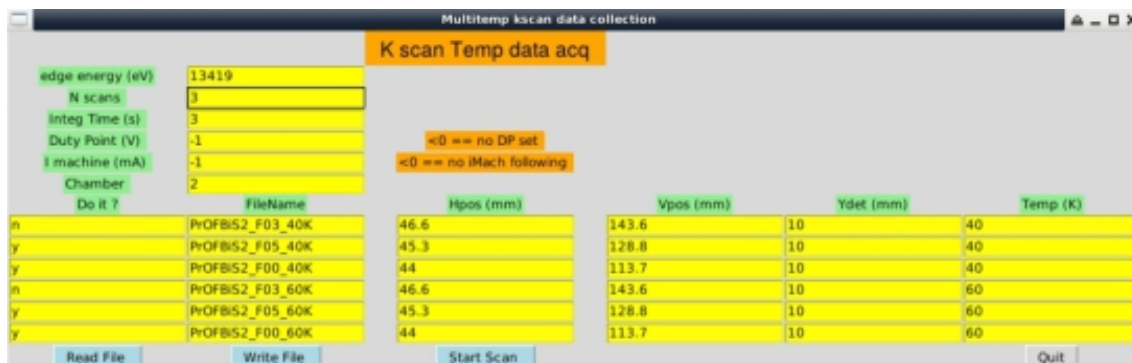 Multitemp kscan data collection
K scan Temp data acq
edge energy (eV) 13419
N scans 3
Integ Time (s) 3
Duty Point (V) -1 <0 == no DP set
I machine (mA) -1 <0 == no iMach following
Chamber 2
Do it ? FileName Hpos (mm) Vpos (mm) Ydet (mm) Temp (K)
n PrOFBiS2_F03_40K 46.6 143.6 10 40
y PrOFBiS2_F05_40K 45.3 128.8 10 40
y PrOFBiS2_F00_40K 44 113.7 10 40
n PrOFBiS2_F03_60K 46.6 143.6 10 60
y PrOFBiS2_F05_60K 45.3 128.8 10 60
y PrOFBiS2_F00_60K 44 113.7 10 60
Read File Write File Start Scan Quit